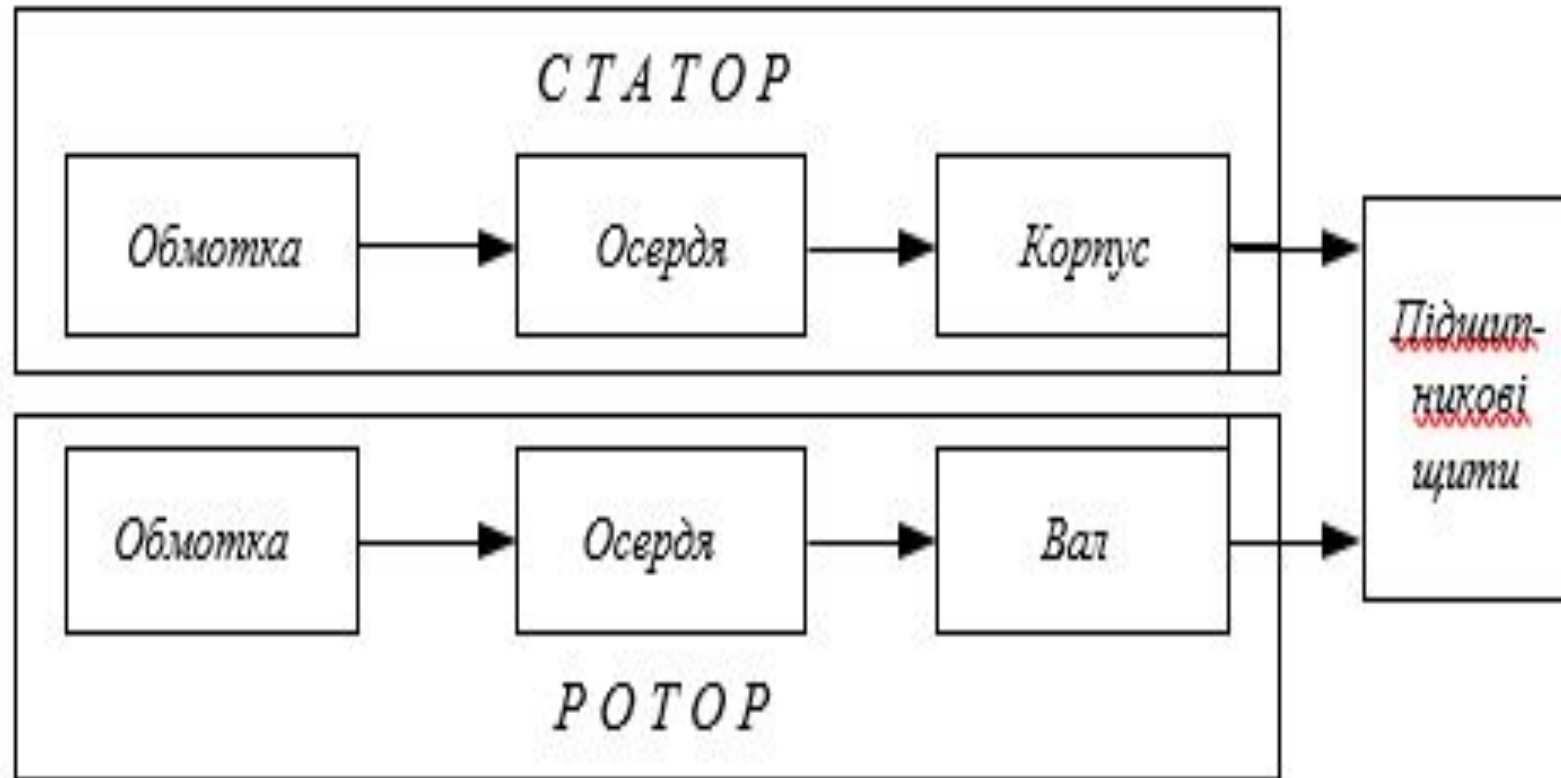 СТАТОР
Обмотка
Осердя
Корпус
Підшип-
никові
щити
Обмотка
Осердя
Вал
РОТОР